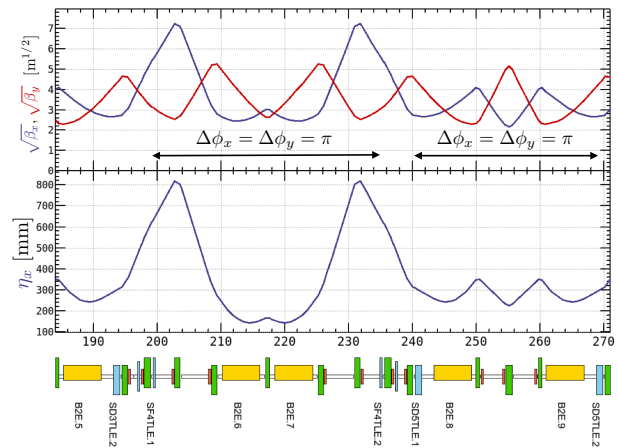 √βx, √βy [m^1/2]
7
6
5
4
3
2
1
0
Δϕx = Δϕy = π
Δϕx = Δϕy = π
ηx [mm]
800
700
600
500
400
300
200
100
190 200 210 220 230 240 250 260 270
B2E.5
SD3TLE.2
SF4TLE.1
B2E.6
B2E.7
SF4TLE.2
SD5TLE.1
B2E.8
B2E.9
SD5TLE.2